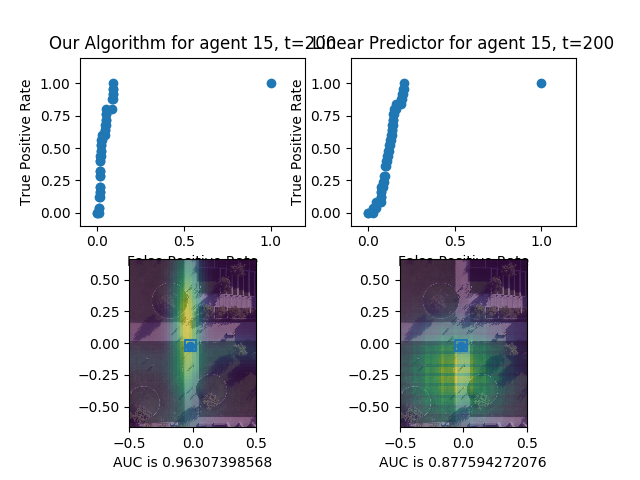 Our Algorithm for agent 15, t=200
Linear Predictor for agent 15, t=200
True Positive Rate
1.00
0.75
0.50
0.25
0.00
0.0 0.5 1.0
False Positive Rate
True Positive Rate
1.00
0.75
0.50
0.25
0.00
0.0 0.5 1.0
False Positive Rate
0.50
0.25
0.00
−0.25
−0.50
−0.5 0.0 0.5
AUC is 0.96307398568
0.50
0.25
0.00
−0.25
−0.50
−0.5 0.0 0.5
AUC is 0.877594272076